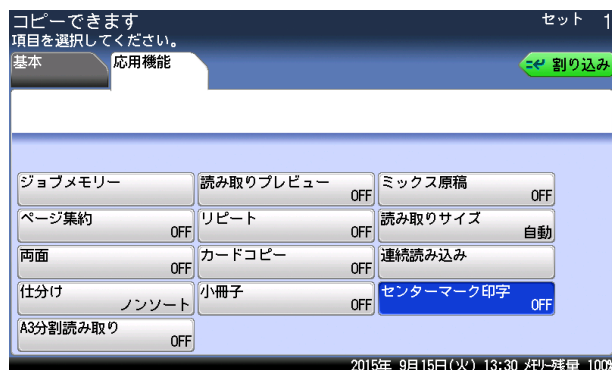 コピーできます セット 1
項目を選択してください。
基本 応用機能 割り込み
ジョブメモリー 読み取りプレビュー OFF ミックス原稿 OFF
ページ集約 OFF リピート OFF 読み取りサイズ 自動
両面 OFF カードコピー OFF 連続読み込み
仕分け ノンソート 小冊子 OFF センターマーク印字 OFF
A3分割読み取り OFF
2015年 9月15日(火) 13:30 メモリー残量 100%